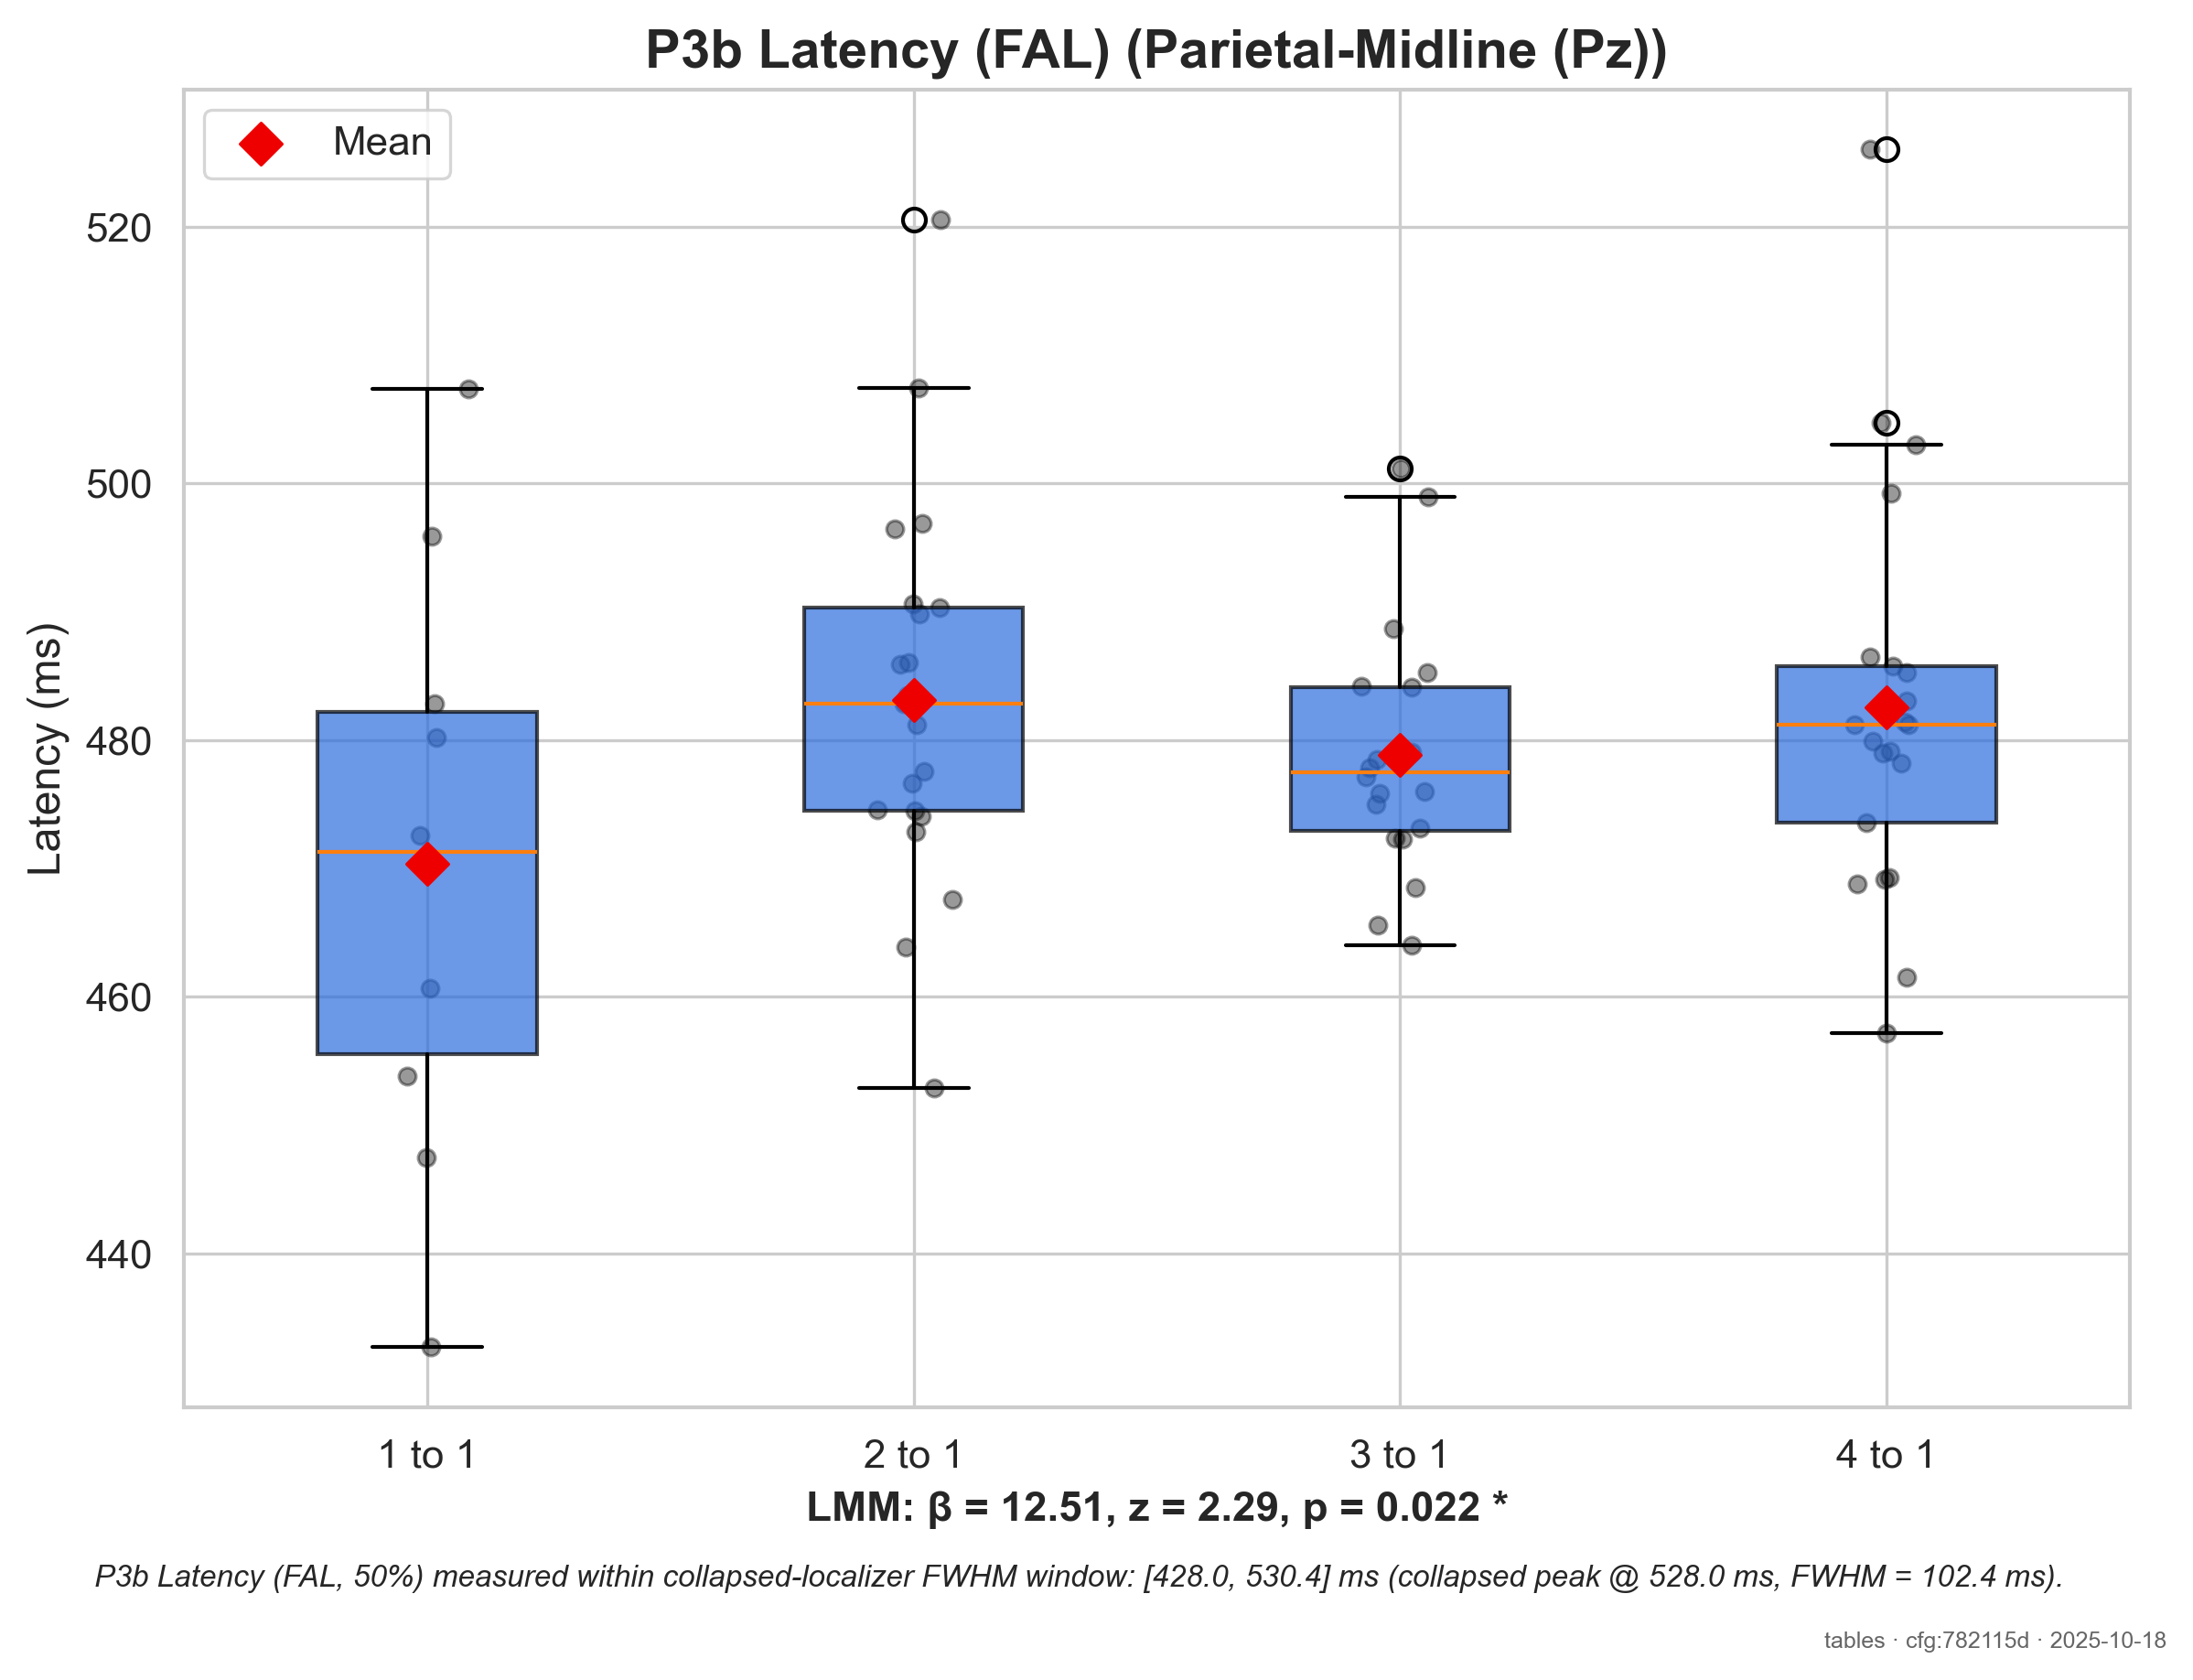 P3b Latency (FAL) (Parietal-Midline (Pz))
Mean
Latency (ms)
520
500
480
460
440
1 to 1
2 to 1
3 to 1
4 to 1
LMM: β = 12.51, z = 2.29, p = 0.022 *
P3b Latency (FAL, 50%) measured within collapsed-localizer FWHM window: [428.0, 530.4] ms (collapsed peak @ 528.0 ms, FWHM = 102.4 ms).
tables · cfg:782115d · 2025-10-18